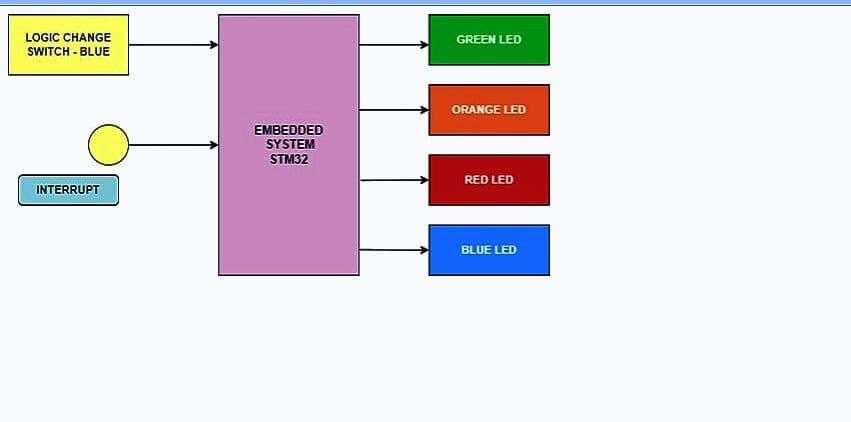 LOGIC CHANGE
SWITCH - BLUE
GREEN LED
ORANGE LED
EMBEDDED
SYSTEM
STM32
INTERRUPT
RED LED
BLUE LED